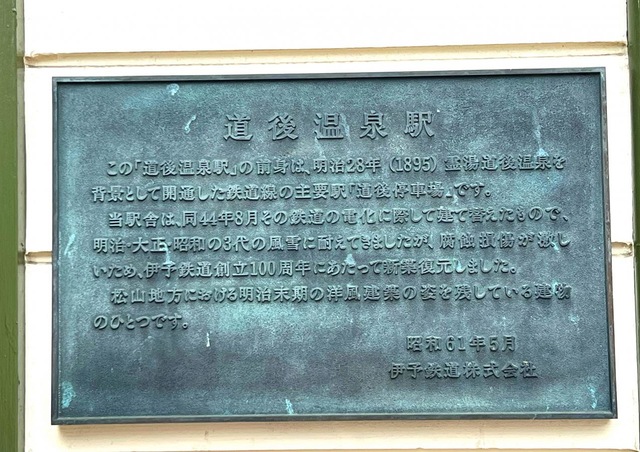 道後温泉駅
この「道後温泉駅」の前身は、明治28年（1895）霊湯道後温泉を
背景として開通した鉄道線の主要駅「道後停車場」です。
当駅舎は、同44年8月その鉄道の電化に際して建て替えたもので、
明治・大正・昭和の3代の風雪に耐えてきましたが、腐蝕損傷が激し
いため、伊予鉄道創立100周年にあたって新築復元しました。
松山地方における明治末期の洋風建築の姿を残している建物
のひとつです。
昭和61年5月
伊予鉄道株式会社